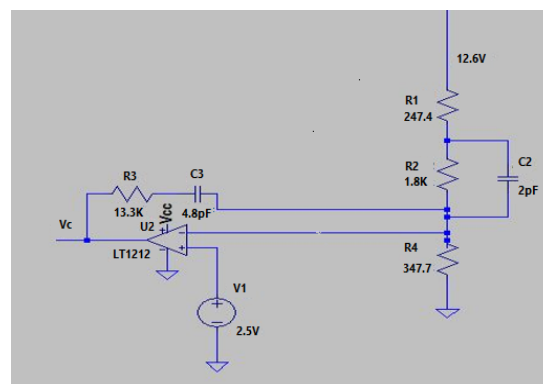 12.6V
R1
247.4
R2
1.8K
C2
2pF
R3
13.3K
C3
4.8pF
Vcc
Vc
U2
LT1212
R4
347.7
V1
2.5V